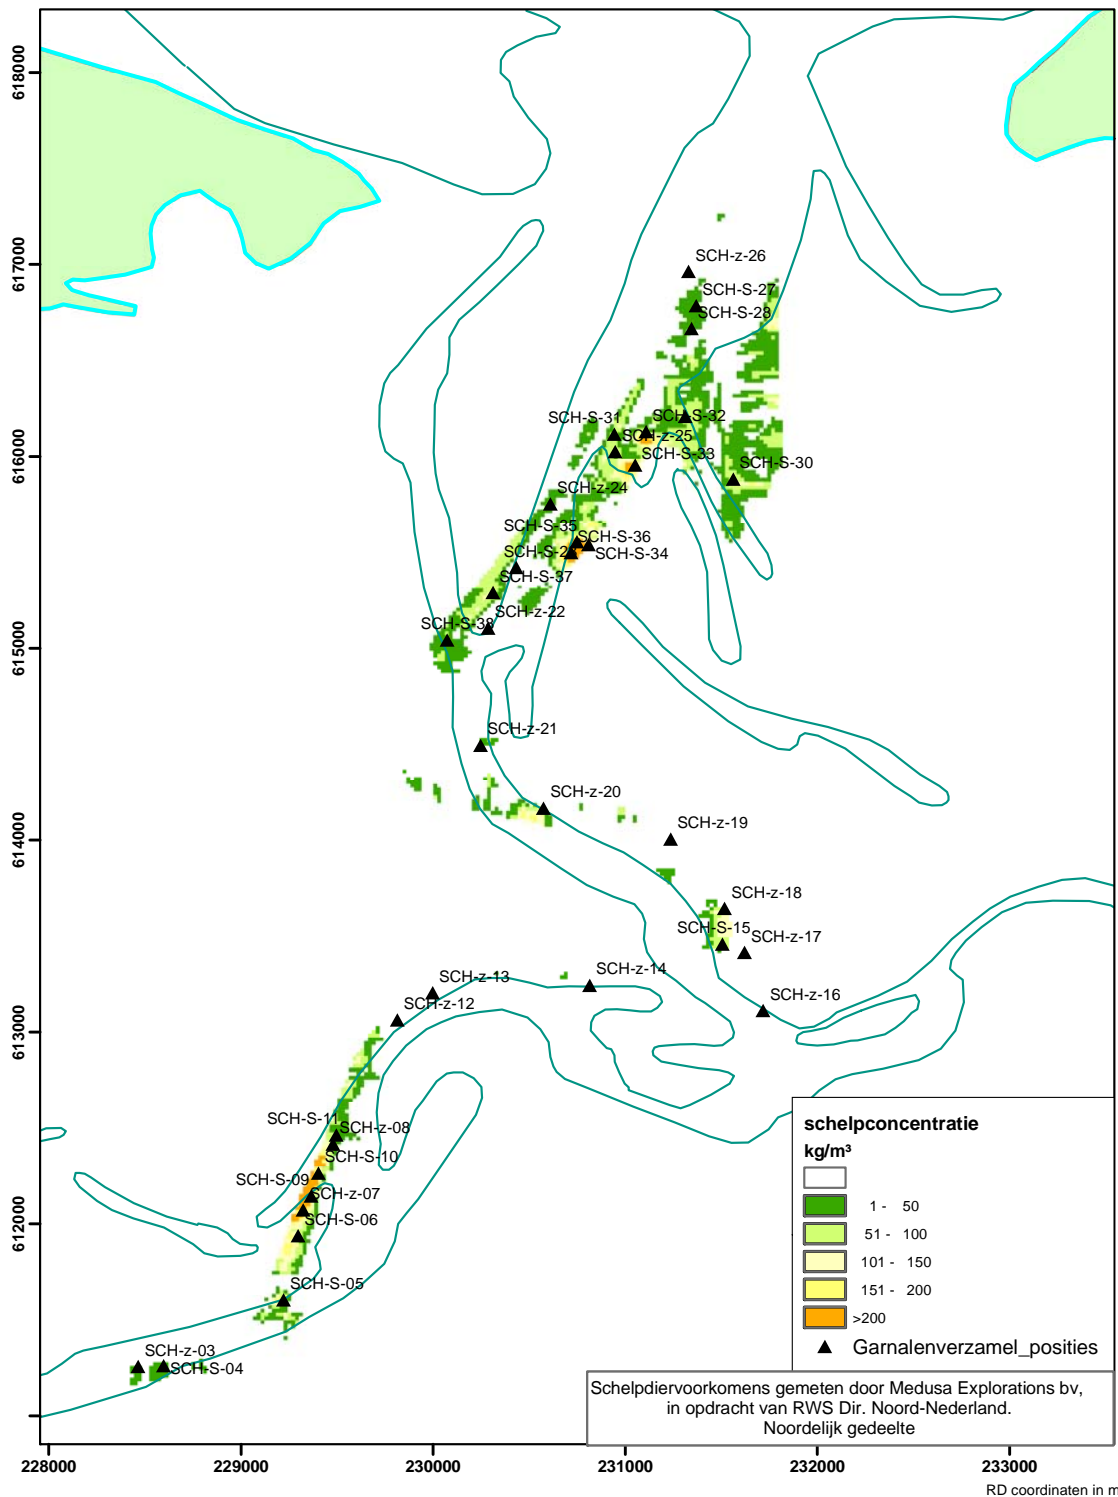 618000
617000
616000
615000
614000
613000
612000
SCH-z-26
SCH-S-27
SCH-S-28
SCH-S-31
SCH-S-32
SCH-z-25
SCH-S-33
SCH-S-30
SCH-z-24
SCH-S-35
SCH-S-36
SCH-S-34
SCH-S-37
SCH-z-22
SCH-S-38
SCH-z-21
SCH-z-20
SCH-z-19
SCH-z-18
SCH-S-15
SCH-z-17
SCH-z-14
SCH-z-13
SCH-z-16
SCH-z-12
SCH-S-11
SCH-z-08
SCH-S-10
SCH-S-09
SCH-z-07
SCH-S-06
SCH-S-05
SCH-z-03
SCH-S-04
schelpconcentratie
kg/m³
1 - 50
51 - 100
101 - 150
151 - 200
>200
Garnalenverzamel_posities
Schelpdiervoorkomens gemeten door Medusa Explorations bv,
in opdracht van RWS Dir. Noord-Nederland.
Noordelijk gedeelte
228000 229000 230000 231000 232000 233000
RD coordinaten in m